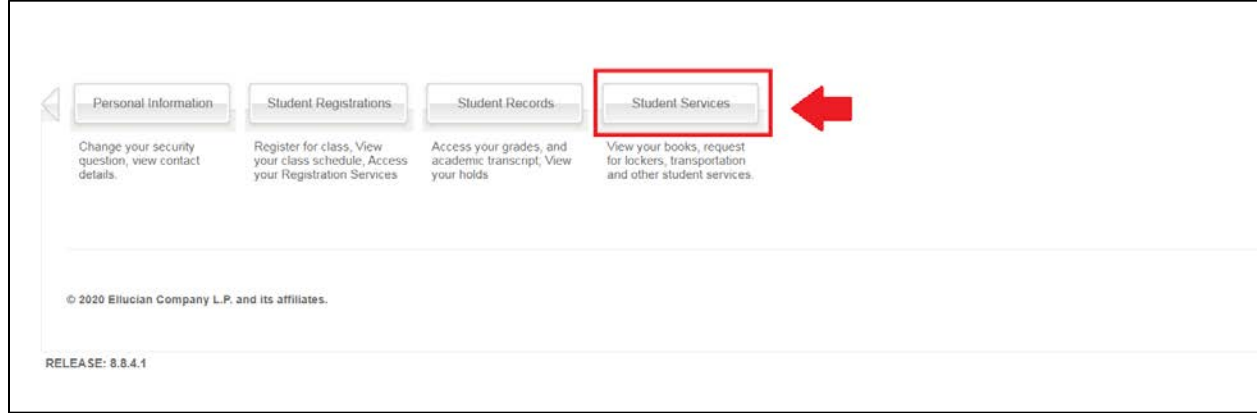 Personal Information
Student Registrations
Student Records
Student Services
Change your security
question, view contact
details.
Register for class, View
your class schedule, Access
your Registration Services
Access your grades, and
academic transcript, View
your holds
View your books, request
for lockers, transportation
and other student services.
© 2020 Ellucian Company L.P. and its affiliates.
RELEASE: 8.8.4.1